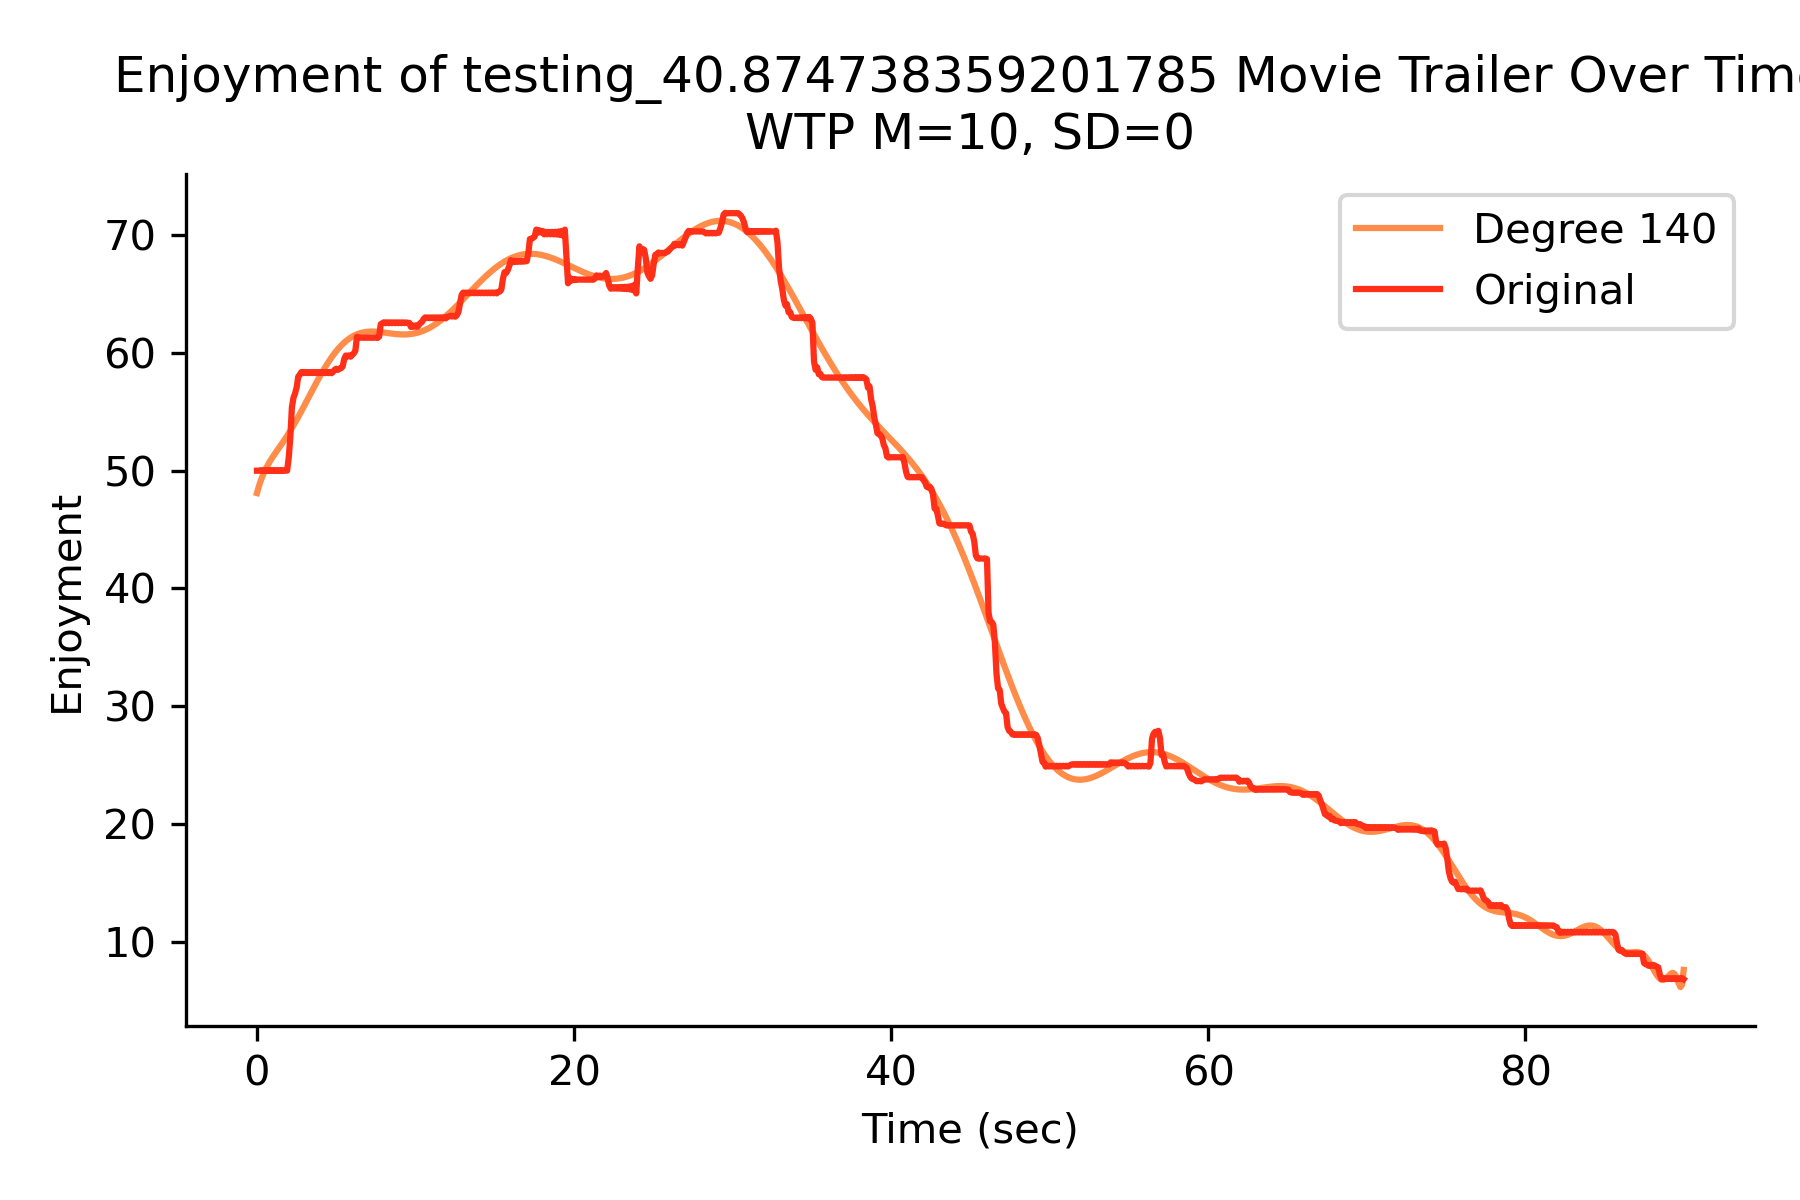 Enjoyment of testing_40.874738359201785 Movie Trailer Over Time
WTP M=10, SD=0
Degree 140
Original
70
60
50
40
30
20
10
Enjoyment
0 20 40 60 80
Time (sec)